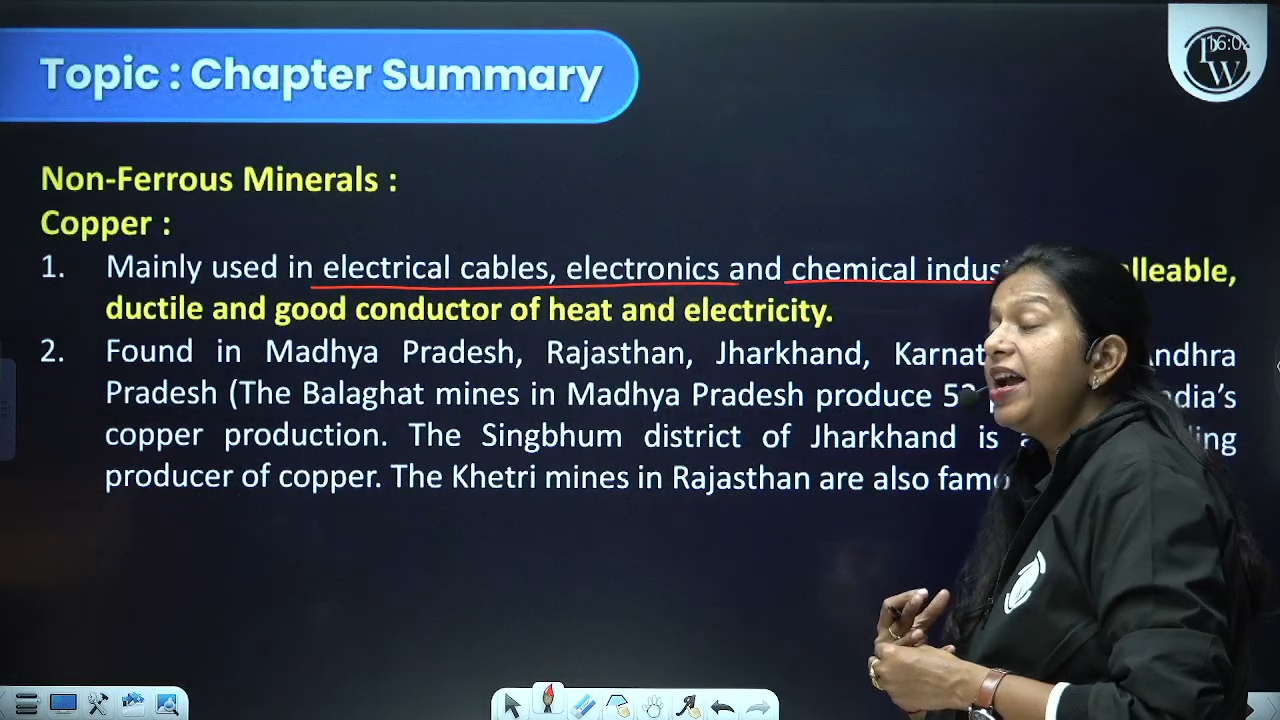 Topic : Chapter Summary
16:0
W
Non-Ferrous Minerals :
Copper :
1. Mainly used in electrical cables, electronics and chemical
ductile and good conductor of heat and electricity.
2. Found in Madhya Pradesh, Rajasthan, Jharkhand, Andhra
Pradesh (The Balaghat mines in Madhya Pradesh produce
copper production. The Singbhum district of Jharkhand is
producer of copper. The Khetri mines in Rajasthan are also